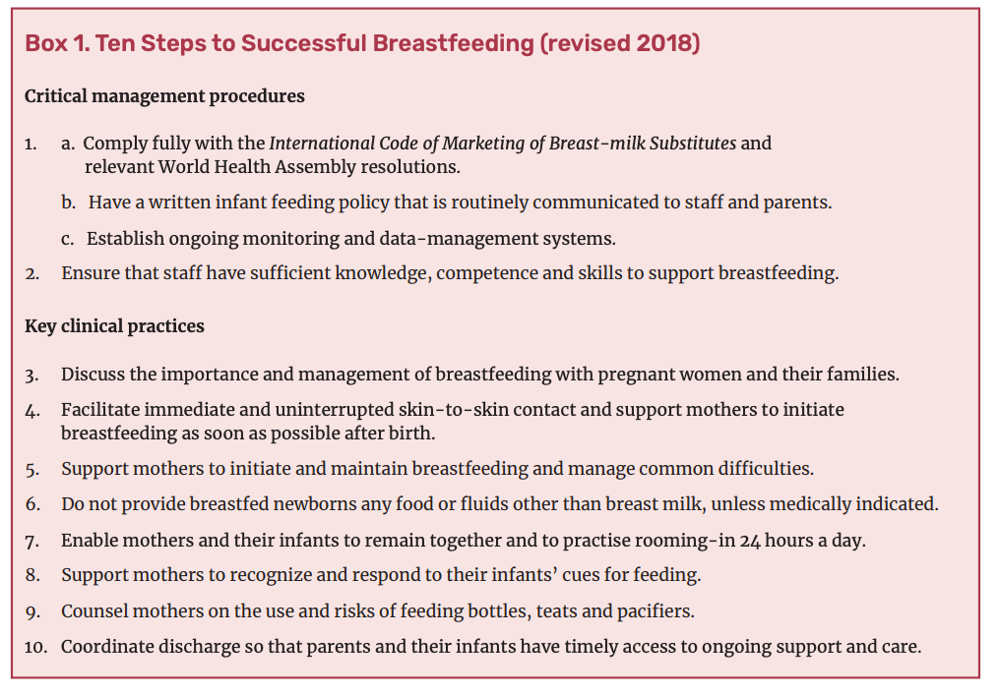 Box 1. Ten Steps to Successful Breastfeeding (revised 2018)
Critical management procedures
1. a. Comply fully with the International Code of Marketing of Breast-milk Substitutes and
relevant World Health Assembly resolutions.
b. Have a written infant feeding policy that is routinely communicated to staff and parents.
c. Establish ongoing monitoring and data-management systems.
2. Ensure that staff have sufficient knowledge, competence and skills to support breastfeeding.
Key clinical practices
3. Discuss the importance and management of breastfeeding with pregnant women and their families.
4. Facilitate immediate and uninterrupted skin-to-skin contact and support mothers to initiate
breastfeeding as soon as possible after birth.
5. Support mothers to initiate and maintain breastfeeding and manage common difficulties.
6. Do not provide breastfed newborns any food or fluids other than breast milk, unless medically indicated.
7. Enable mothers and their infants to remain together and to practise rooming-in 24 hours a day.
8. Support mothers to recognize and respond to their infants’ cues for feeding.
9. Counsel mothers on the use and risks of feeding bottles, teats and pacifiers.
10. Coordinate discharge so that parents and their infants have timely access to ongoing support and care.